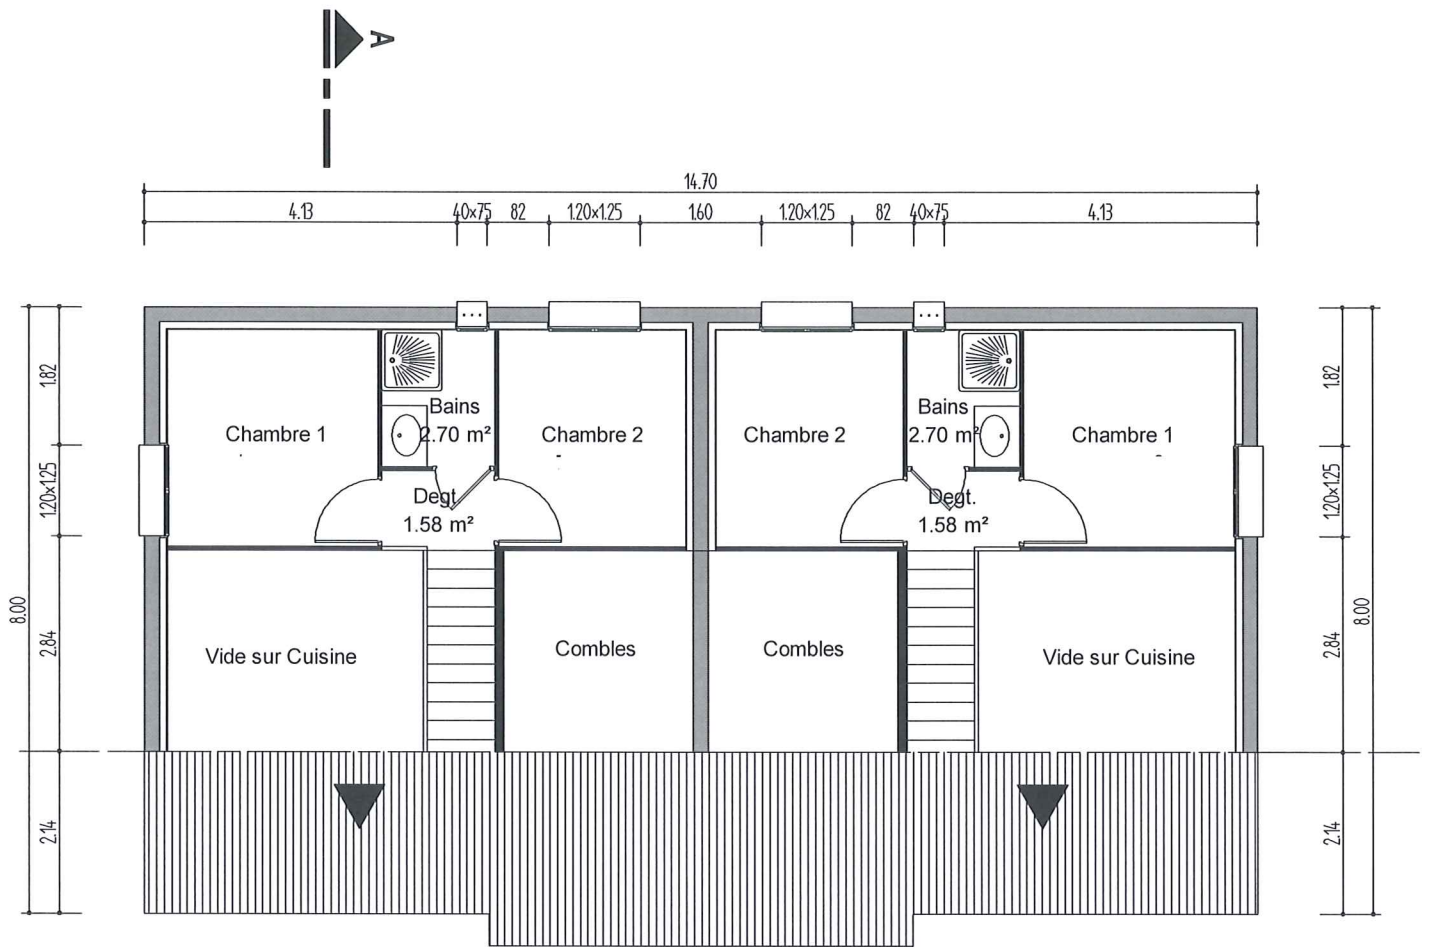 A
14.70
4.13 40x75 82 1.20x1.25 1.60 1.20x1.25 82 40x75 4.13
1.82
1.82
Bains
Bains
Chambre 1
2.70 m²
Chambre 2
Chambre 2
2.70 m²
Chambre 1
1.20x1.25
1.20x1.25
Degt.
Degt.
1.58 m²
1.58 m²
8.00
8.00
2.84
2.84
Vide sur Cuisine
Combles
Combles
Vide sur Cuisine
2.14
2.14